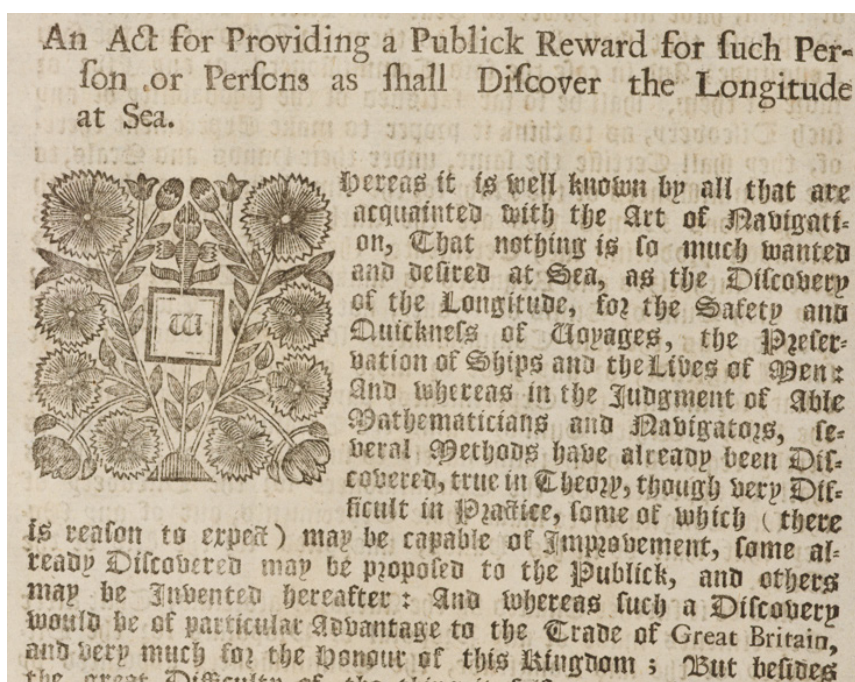 An Act for Providing a Publick Reward for ſuch Per-
ſon or Perſons as ſhall Diſcover the Longitude
at Sea.
W
Hereas it is well known by all that are
acquainted with the Art of Navigati-
on, That nothing is ſo much wanted
and deſired at Sea, as the Diſcovery
of the Longitude, for the Safety and
Quickneſs of Voyages, the Preſer-
vation of Ships and the Lives of Men:
And whereas in the Judgment of Able
Mathematicians and Navigators, ſe-
veral Methods have already been Diſ-
covered, true in Theory, though very Dif-
ficult in Practice, ſome of which (there
is reaſon to expect) may be capable of Improvement, ſome al-
ready Diſcovered may be propoſed to the Publick, and others
may be Invented hereafter: And whereas ſuch a Diſcovery
would be of particular Advantage to the Trade of Great Britain,
and very much for the Honour of this Kingdom; But beſides
the great Difficulty of the thing it